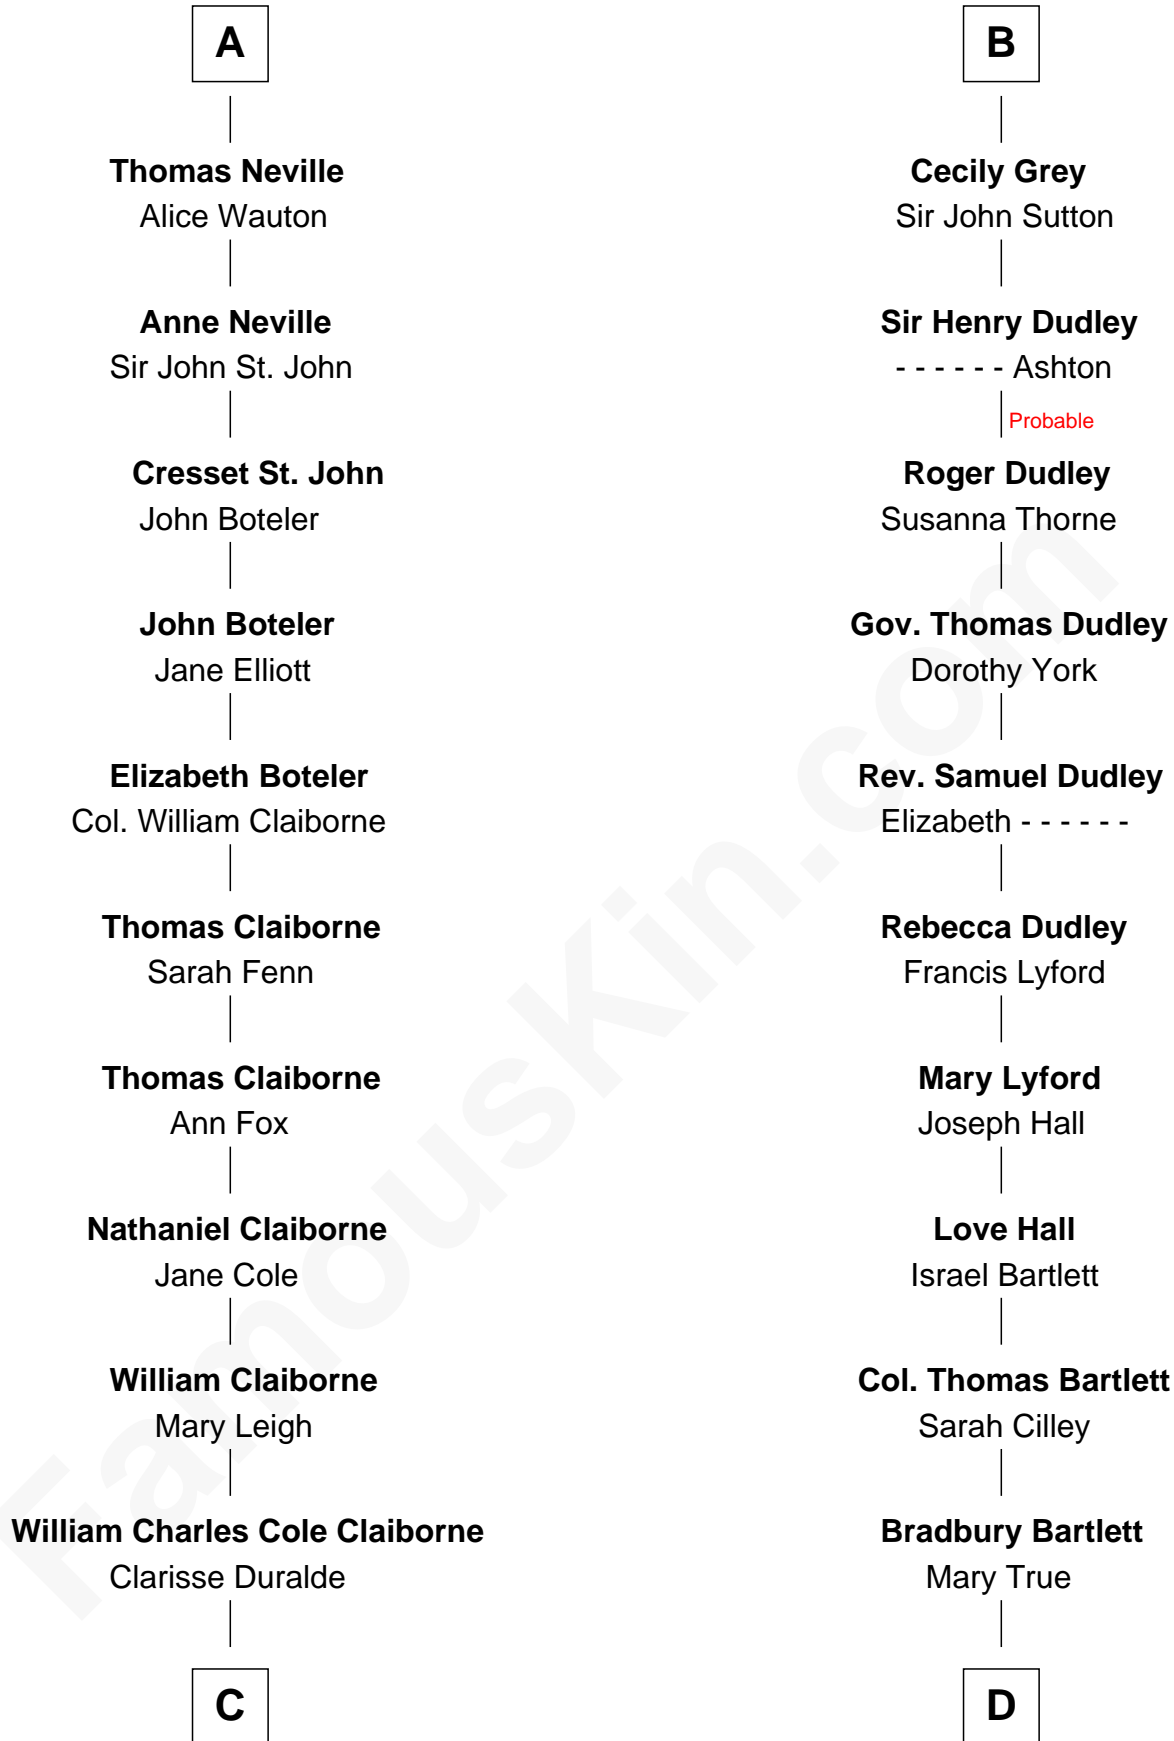 A
Thomas Neville
Alice Wauton
Anne Neville
Sir John St. John
Cresset St. John
John Boteler
John Boteler
Jane Elliott
Elizabeth Boteler
Col. William Claiborne
Thomas Claiborne
Sarah Fenn
Thomas Claiborne
Ann Fox
Nathaniel Claiborne
Jane Cole
William Claiborne
Mary Leigh
William Charles Cole Claiborne
Clarisse Duralde
C
B
Cecily Grey
Sir John Sutton
Sir Henry Dudley
- - - - - - Ashton
Probable
Roger Dudley
Susanna Thorne
Gov. Thomas Dudley
Dorothy York
Rev. Samuel Dudley
Elizabeth - - - - - -
Rebecca Dudley
Francis Lyford
Mary Lyford
Joseph Hall
Love Hall
Israel Bartlett
Col. Thomas Bartlett
Sarah Cilley
Bradbury Bartlett
Mary True
D
FamousKin.com